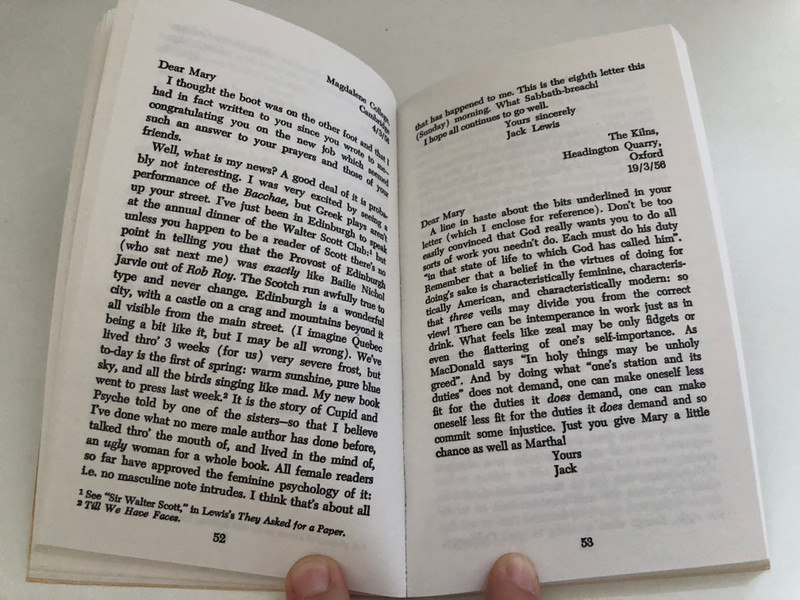 Magdalene College,
Cambridge
4/3/56
Dear Mary
I thought the boot was on the other foot and that I
had in fact written to you since you wrote to me—
congratulating you on the new job which seemed
such an answer to your prayers and those of your
friends.
Well, what is my news? A good deal of it is proba-
bly not interesting. I was very excited by seeing a
performance of the Bacchae, but Greek plays aren't
up your street. I've just been in Edinburgh to speak
at the annual dinner of the Walter Scott Club:¹ but
unless you happen to be a reader of Scott there's no
point in telling you that the Provost of Edinburgh
(who sat next me) was exactly like Bailie Nichol
Jarvie out of Rob Roy. The Scotch run awfully true to
type and never change. Edinburgh is a wonderful
city, with a castle on a crag and mountains beyond it
all visible from the main street. (I imagine Quebec
being a bit like it, but I may be all wrong). We've
lived thro' 3 weeks (for us) very severe frost, but
to-day is the first of spring: warm sunshine, pure blue
sky, and all the birds singing like mad. My new book
went to press last week.² It is the story of Cupid and
Psyche told by one of the sisters—so that I believe
I've done what no mere male author has done before,
talked thro' the mouth of, and lived in the mind of,
an ugly woman for a whole book. All female readers
so far have approved the feminine psychology of it:
i.e. no masculine note intrudes. I think that's about all
¹ See "Sir Walter Scott," in Lewis's They Asked for a Paper.
² Till We Have Faces.
52
that has happened to me. This is the eighth letter this
(Sunday) morning. What Sabbath-breach!
I hope all continues to go well.
Yours sincerely
Jack Lewis
The Kilns,
Headington Quarry,
Oxford
19/3/56
Dear Mary
A line in haste about the bits underlined in your
letter (which I enclose for reference). Don't be too
easily convinced that God really wants you to do all
sorts of work you needn't do. Each must do his duty
"in that state of life to which God has called him".
Remember that a belief in the virtues of doing for
doing's sake is characteristically feminine, characteris-
tically American, and characteristically modern: so
that three veils may divide you from the correct
view! There can be intemperance in work just as in
drink. What feels like zeal may be only fidgets or
even the flattering of one's self-importance. As
MacDonald says "In holy things may be unholy
greed". And by doing what "one's station and its
duties" does not demand, one can make oneself less
fit for the duties it does demand, one can make
oneself less fit for the duties it does demand and so
commit some injustice. Just you give Mary a little
chance as well as Martha!
Yours
Jack
53